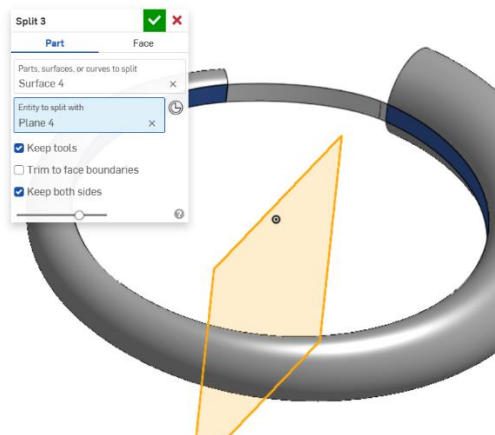 Split 3
Part Face
Parts, surfaces, or curves to split
Surface 4
Entity to split with
Plane 4
Keep tools
Trim to face boundaries
Keep both sides